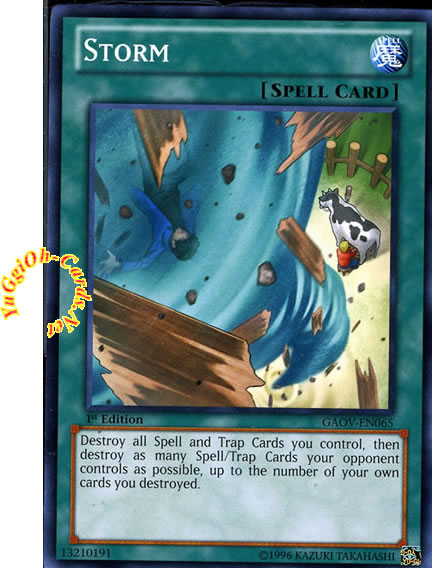 STORM
SPELL
魔
[SPELL CARD]
YuGgiOh-Cards.Net
1st Edition
GAOV-EN065
Destroy all Spell and Trap Cards you control, then
destroy as many Spell/Trap Cards your opponent
controls as possible, up to the number of your own
cards you destroyed.
13210191
©1996 KAZUKI TAKAHASHI